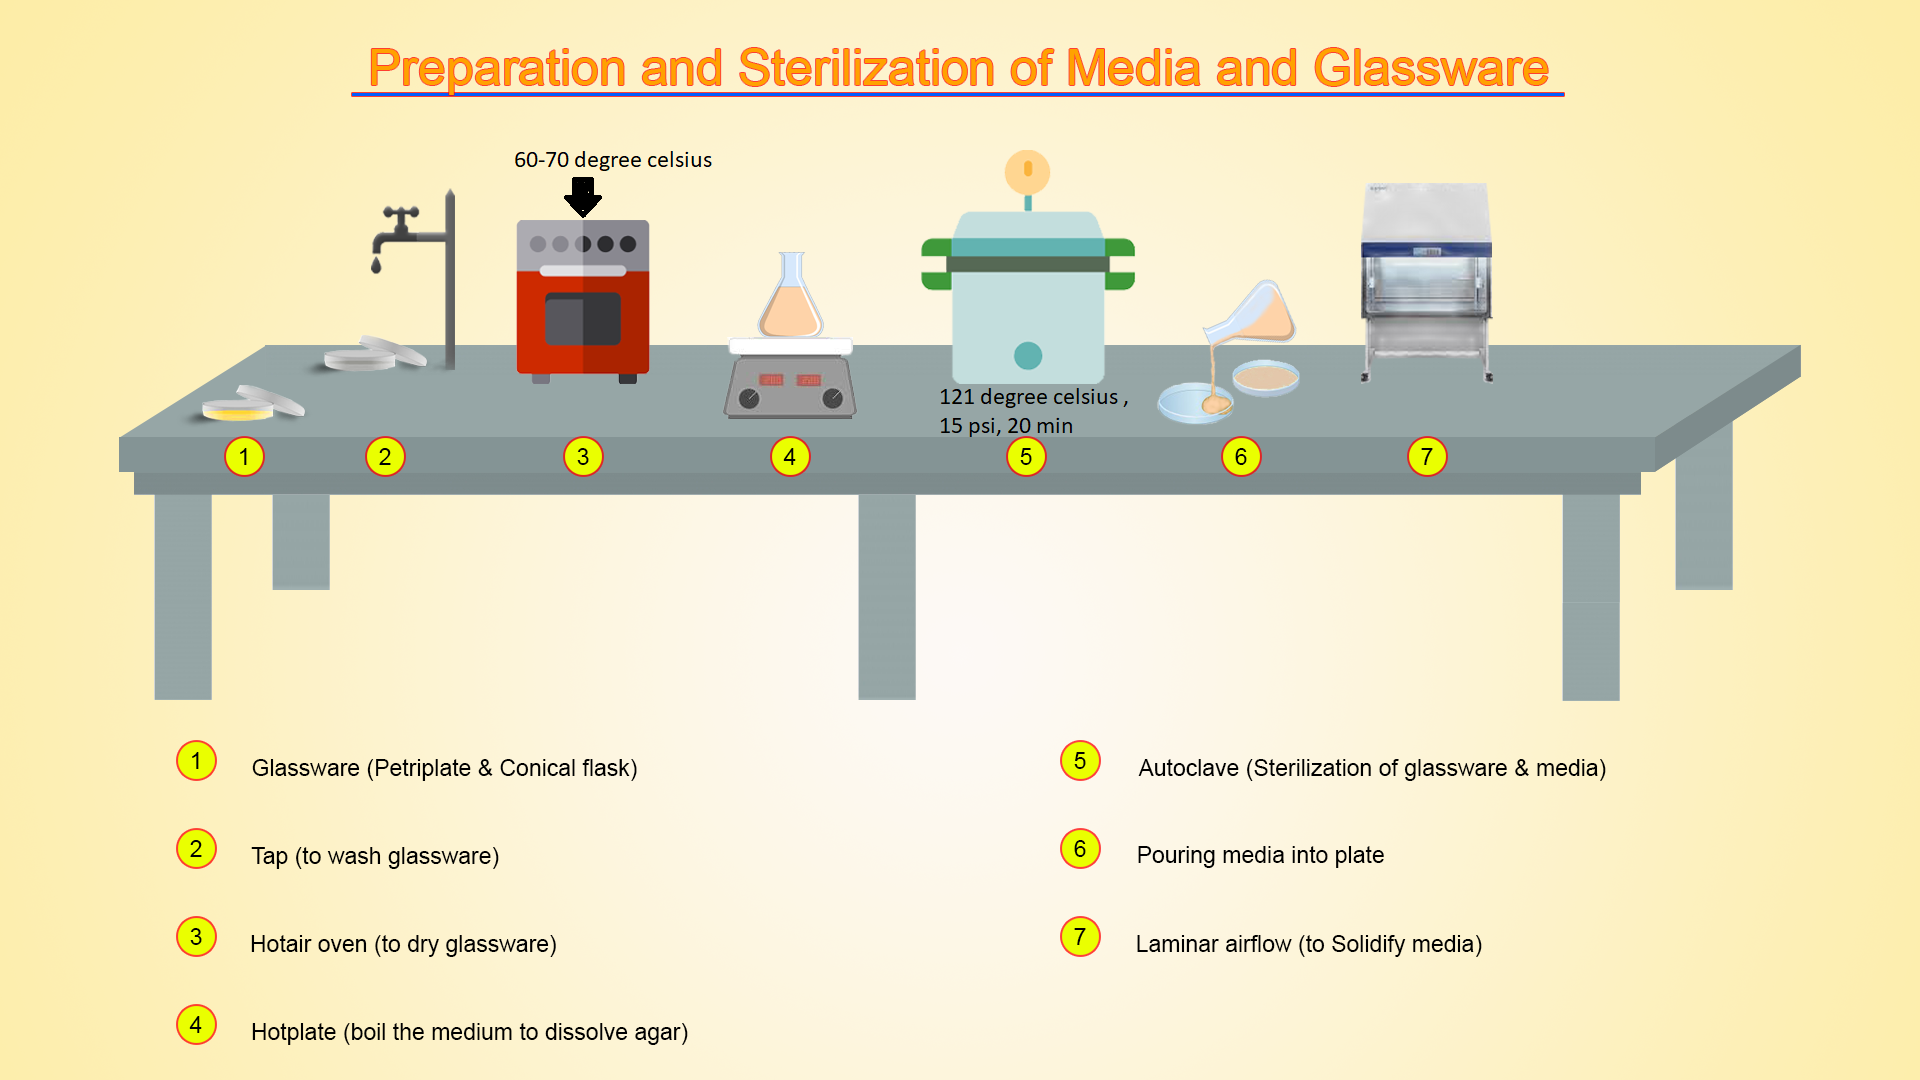 Preparation and Sterilization of Media and Glassware
60-70 degree celsius
121 degree celsius ,
15 psi, 20 min
1
2
3
4
5
6
7
1 Glassware (Petriplate & Conical flask)
2 Tap (to wash glassware)
3 Hotair oven (to dry glassware)
4 Hotplate (boil the medium to dissolve agar)
5 Autoclave (Sterilization of glassware & media)
6 Pouring media into plate
7 Laminar airflow (to Solidify media)